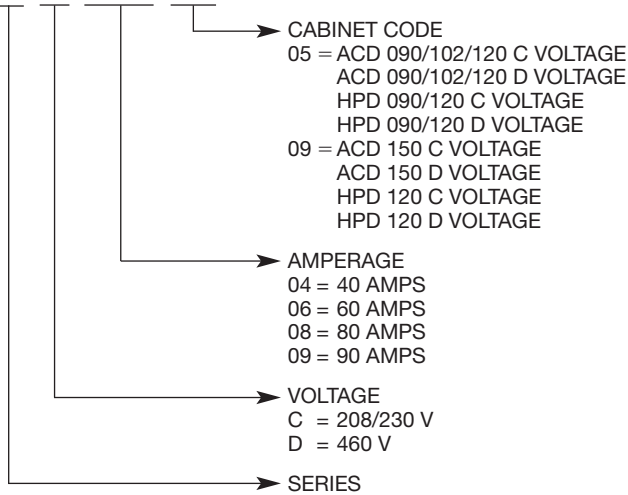 CABINET CODE
05 = ACD 090/102/120 C VOLTAGE
ACD 090/102/120 D VOLTAGE
HPD 090/120 C VOLTAGE
HPD 090/120 D VOLTAGE
09 = ACD 150 C VOLTAGE
ACD 150 D VOLTAGE
HPD 120 C VOLTAGE
HPD 120 D VOLTAGE
AMPERAGE
04 = 40 AMPS
06 = 60 AMPS
08 = 80 AMPS
09 = 90 AMPS
VOLTAGE
C = 208/230 V
D = 460 V
SERIES